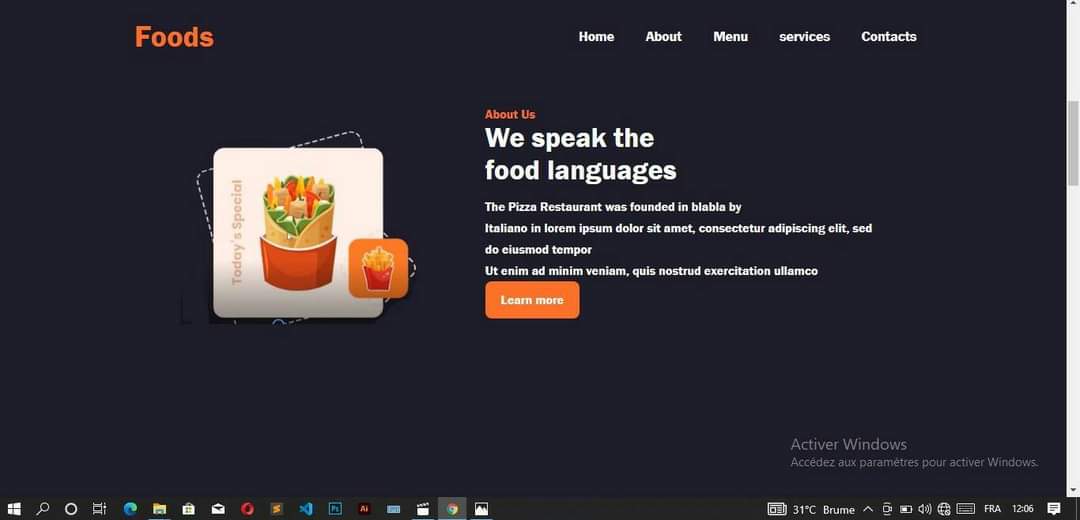 Foods
Home About Menu services Contacts
About Us
We speak the
food languages
The Pizza Restaurant was founded in blabla by
Italiano in lorem ipsum dolor sit amet, consectetur adipiscing elit, sed
do eiusmod tempor
Ut enim ad minim veniam, quis nostrud exercitation ullamco
Learn more
Today's Special
Activer Windows
Accédez aux paramètres pour activer Windows.
Ps
Ai
31°C Brume
FRA
12:06